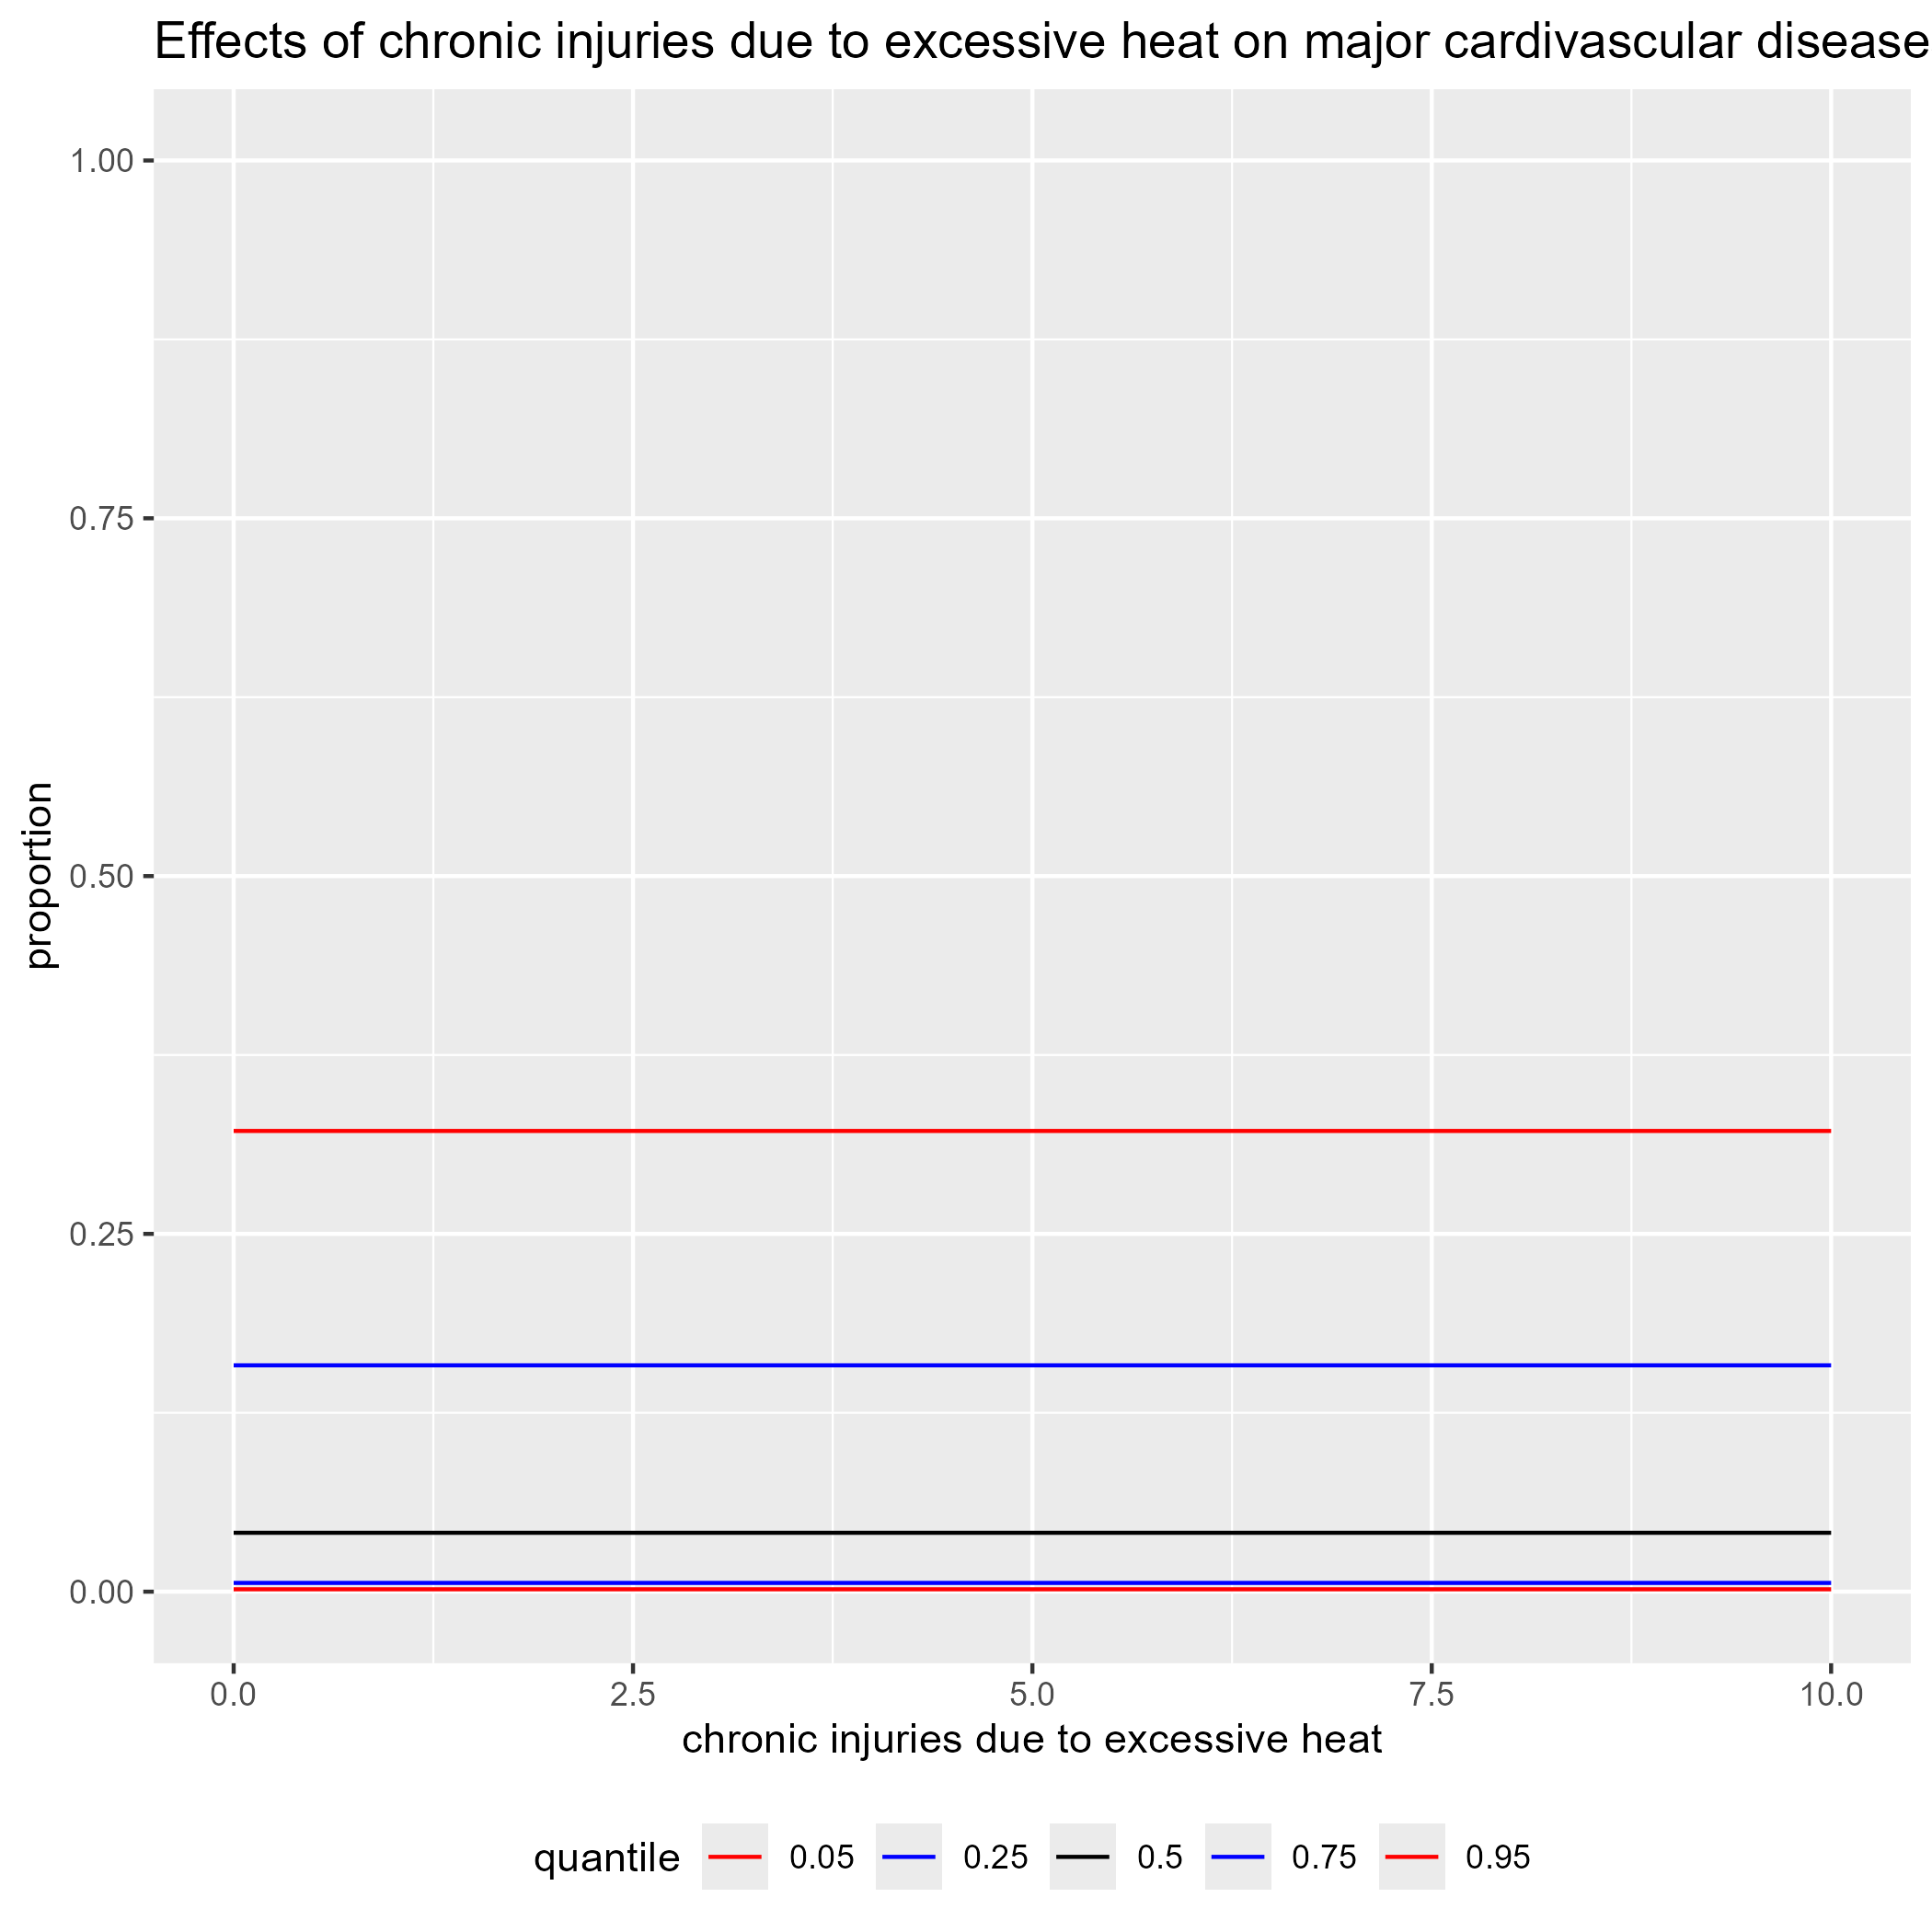 Effects of chronic injuries due to excessive heat on major cardivascular disease
1.00
0.75
0.50
0.25
0.00
proportion
0.0 2.5 5.0 7.5 10.0
chronic injuries due to excessive heat
quantile 0.05 0.25 0.5 0.75 0.95